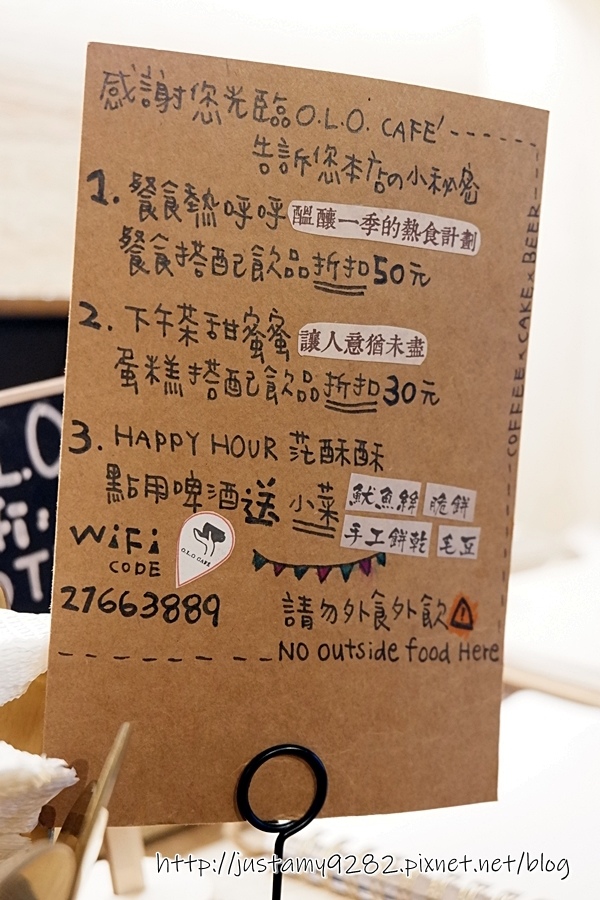 感謝您光臨O.L.O. CAFE'
告訴您本店の小秘密
1. 餐食熱呼呼 醞釀一季的熱食計劃
餐食搭配飲品折扣50元
2. 下午茶甜蜜蜜 讓人意猶未盡
蛋糕搭配飲品折扣30元
3. HAPPY HOUR 茫酥酥
點用啤酒送小菜 魷魚絲 脆餅
手工餅乾 毛豆
WiFi
CODE
O.L.O CAFE
27663889
請勿外食外飲
NO outside food Here
COFFEE x CAKE x BEER
http://justamy9282.pixnet.net/blog